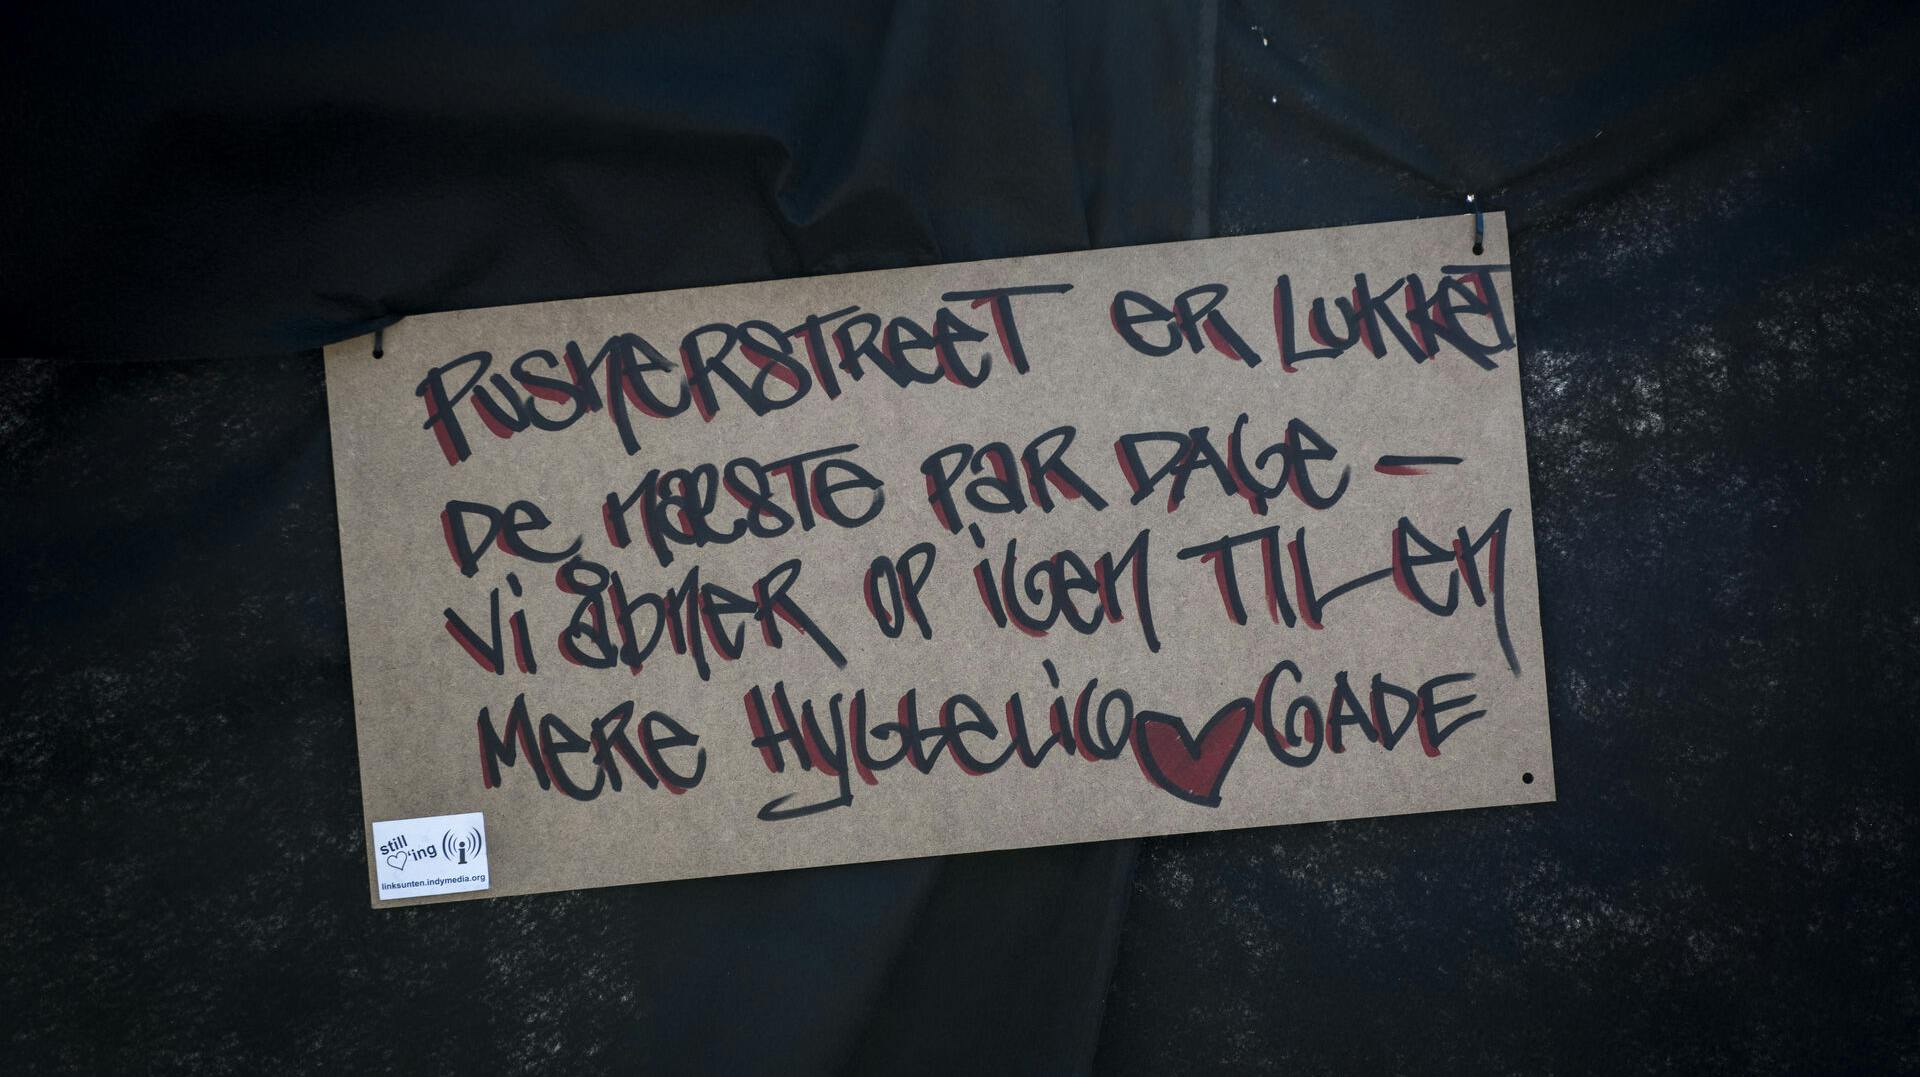 PUSHERSTREET ER LUKKET
DE NÆSTE PAR DAGE –
Vi åbner OP igen TIL en
MERE HYGGELIG ♥ GADE
still ♡'ing
linksunten.indymedia.org